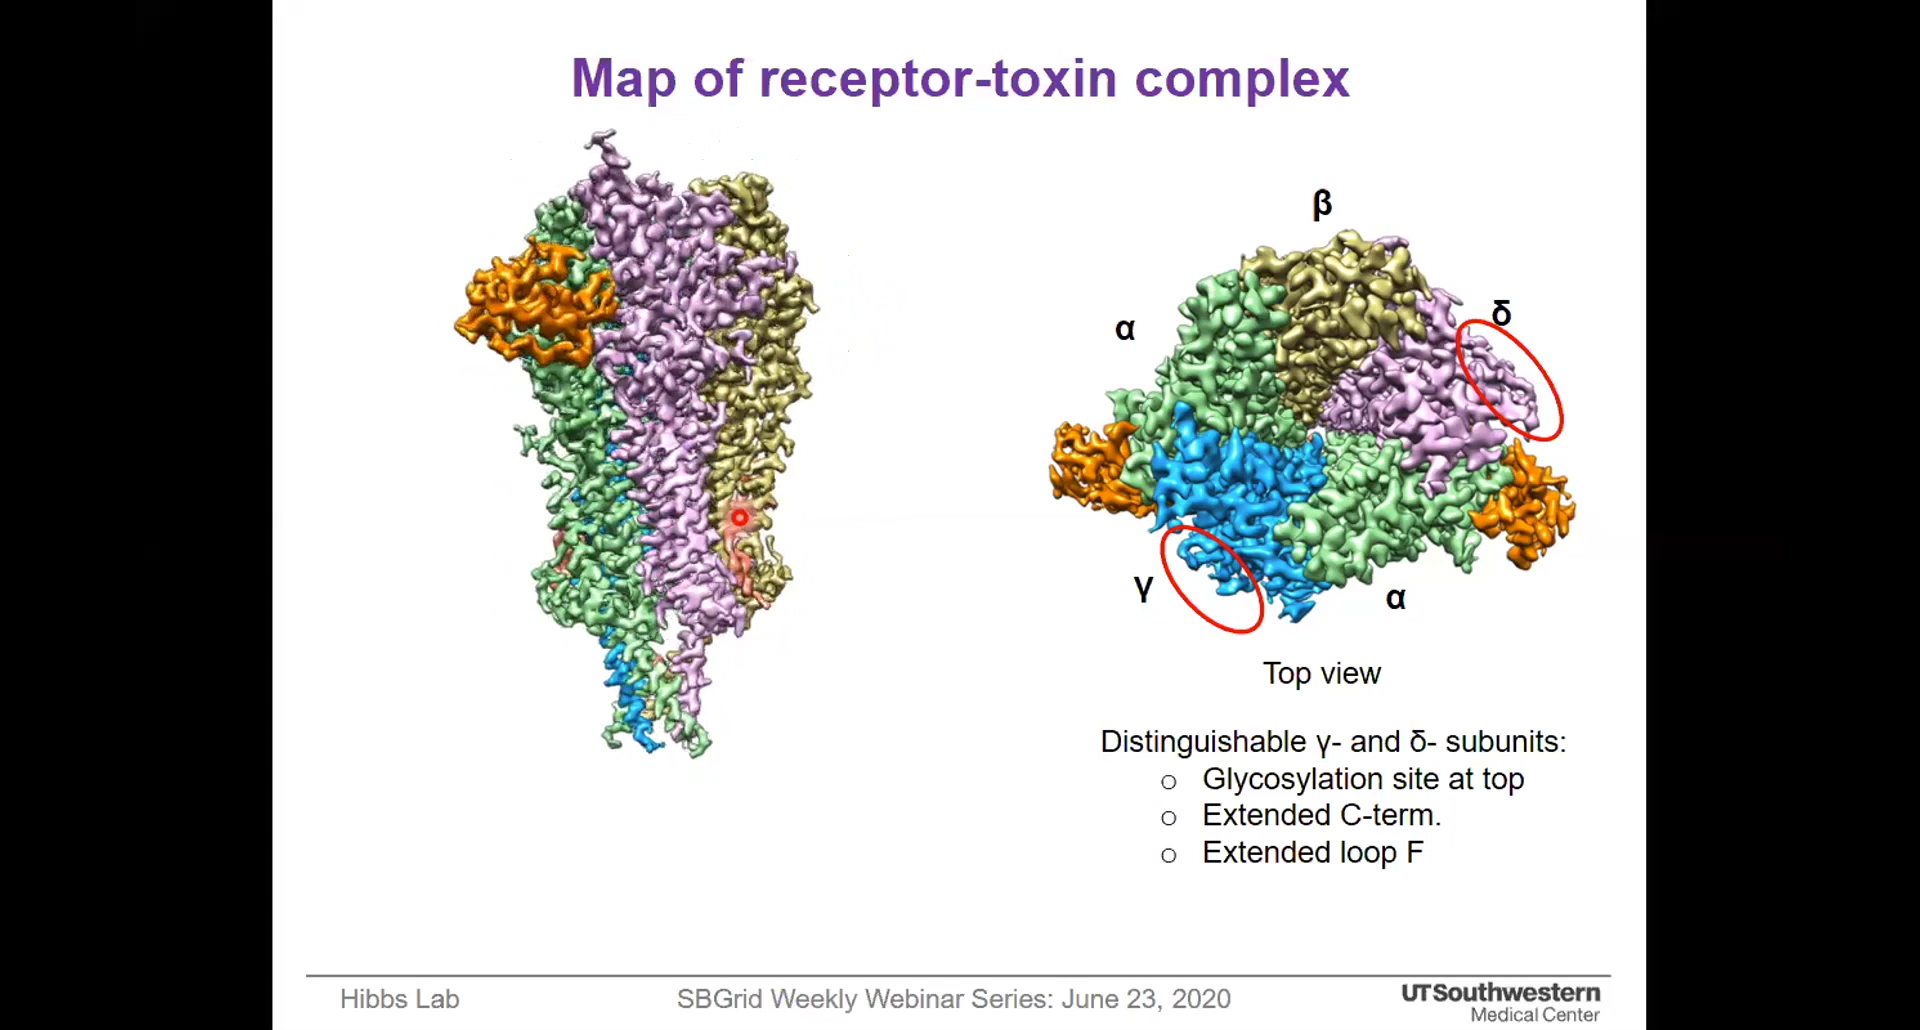 Map of receptor-toxin complex
β
δ
α
γ
α
Top view
Distinguishable γ- and δ- subunits:
o Glycosylation site at top
o Extended C-term.
o Extended loop F
Hibbs Lab
SBGrid Weekly Webinar Series: June 23, 2020
UTSouthwestern
Medical Center